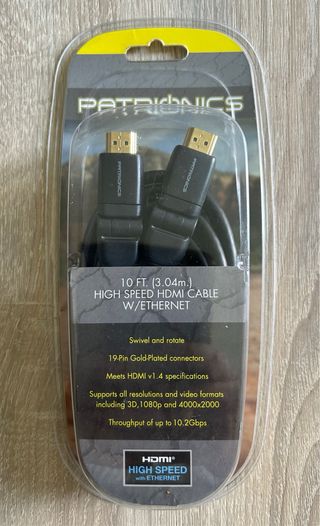 PATRIONICS
PATRIONICS
PATRIONICS
10 FT. (3.04m.)
HIGH SPEED HDMI CABLE
W/ETHERNET
Swivel and rotate
19-Pin Gold-Plated connectors
Meets HDMI v1.4 specifications
Supports all resolutions and video formats
including 3D,1080p and 4000x2000
Throughput of up to 10.2Gbps
HDMI®
HIGH SPEED
with ETHERNET